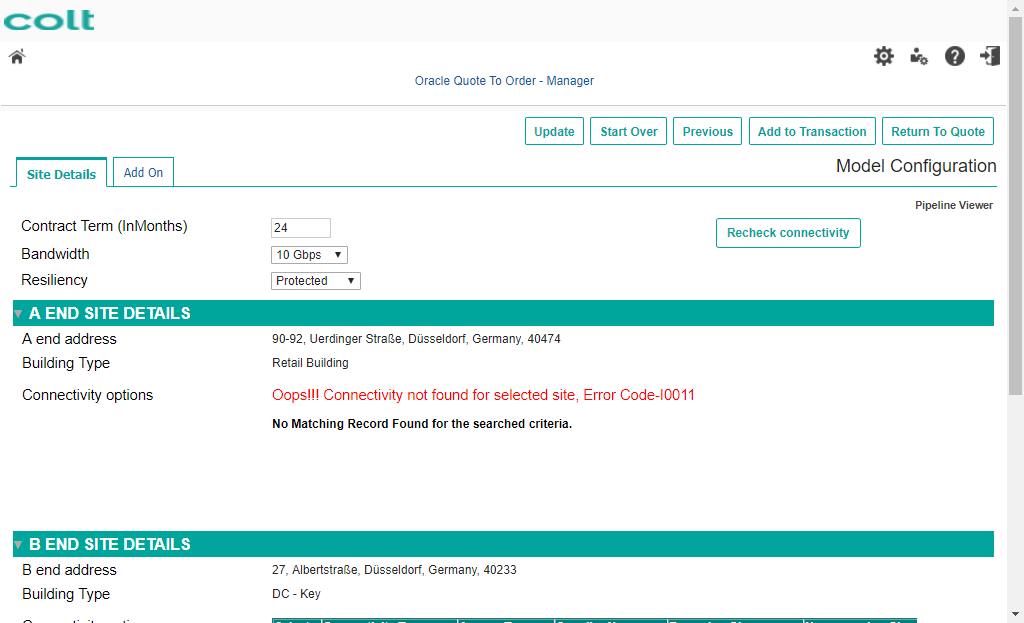 colt
Oracle Quote To Order - Manager
Update Start Over Previous Add to Transaction Return To Quote
Site Details Add On
Model Configuration
Pipeline Viewer
Contract Term (InMonths) 24
Recheck connectivity
Bandwidth 10 Gbps
Resiliency Protected
A END SITE DETAILS
A end address 90-92, Uerdinger Straße, Düsseldorf, Germany, 40474
Building Type Retail Building
Connectivity options Oops!!! Connectivity not found for selected site, Error Code-I0011
No Matching Record Found for the searched criteria.
B END SITE DETAILS
B end address 27, Albertstraße, Düsseldorf, Germany, 40233
Building Type DC - Key